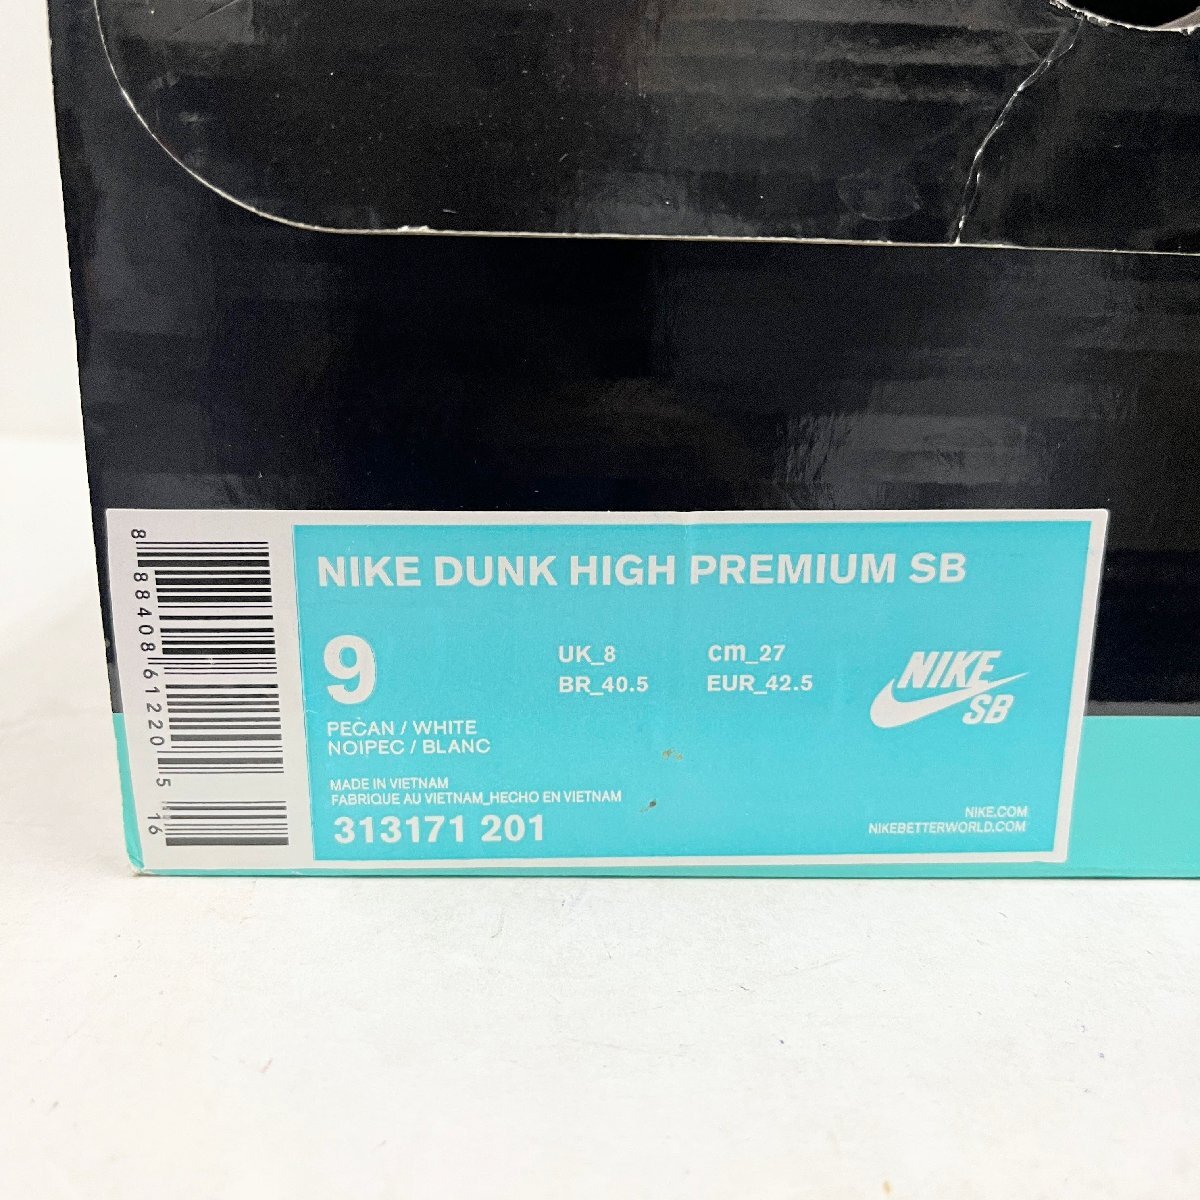 NIKE DUNK HIGH PREMIUM SB
9
UK_8
cm_27
BR_40.5
EUR_42.5
PECAN / WHITE
NOIPEC / BLANC
MADE IN VIETNAM
FABRIQUE AU VIETNAM_HECHO EN VIETNAM
313171 201
NIKE
SB
NIKE.COM
NIKEBETTERWORLD.COM
8 88408 61220 5 16